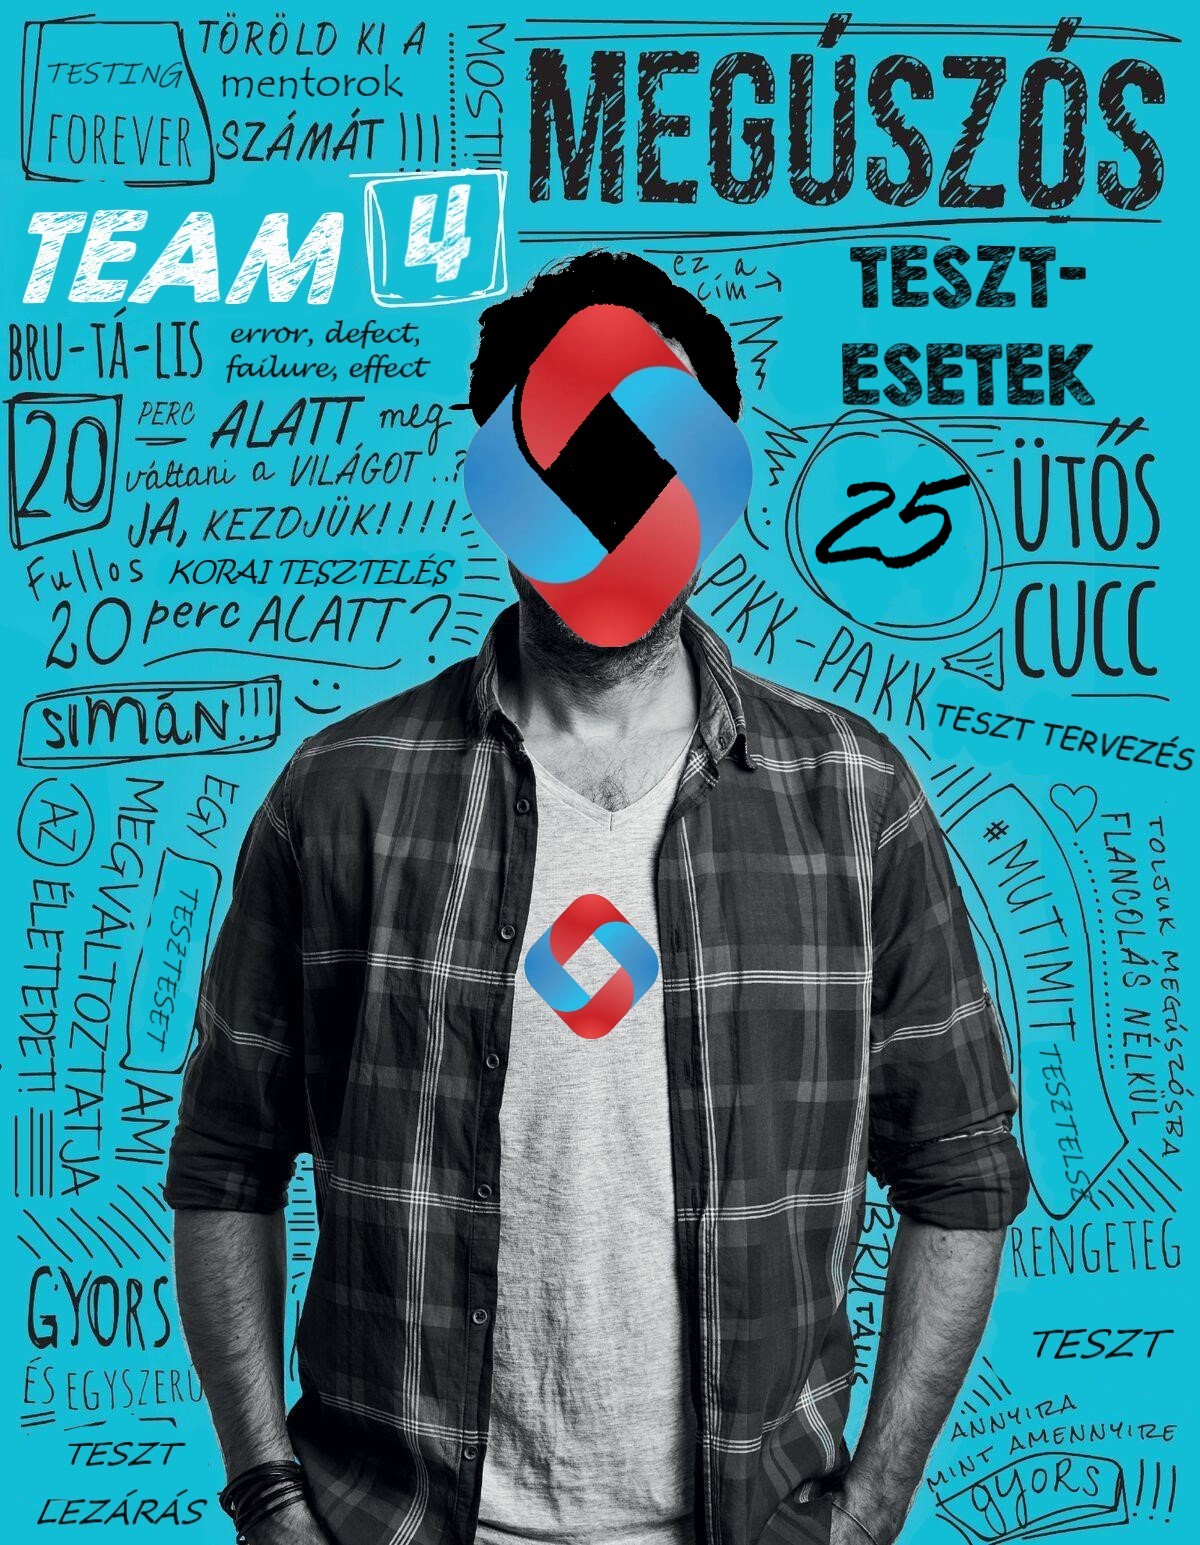 TESTING
FOREVER
TÖRÖLD KI A
mentorok
SZÁMÁT !!!
MOST!!
MEGÚSZÓS
TEAM 4
ez a
cím →
TESZT-
ESETEK
BRU-TÁ-LIS
error, defect,
failure, effect
20
PERC ALATT meg-
váltani a VILÁGOT ..?
JA, KEZDJÜK!!!!
Fullos KORAI TESZTELÉS
20 perc ALATT?
SIMÁN!!!
25
ÜTŐS
CUCC
PIKK-PAKK
TESZT TERVEZÉS
EGY
TESZTESET
AMI
MEGVÁLTOZTATJA
AZ ÉLETEDET!
#MUTIMIT TESZTELSZ
TOLJUK MEGÚSZÓSBA
FLANCOLÁS NÉLKÜL
GYORS
ÉS EGYSZERŰ
TESZT
LEZÁRÁS
BRUTÁLIS
RENGETEG
TESZT
ANNYIRA
MINT AMENNYIRE
gyors !!!